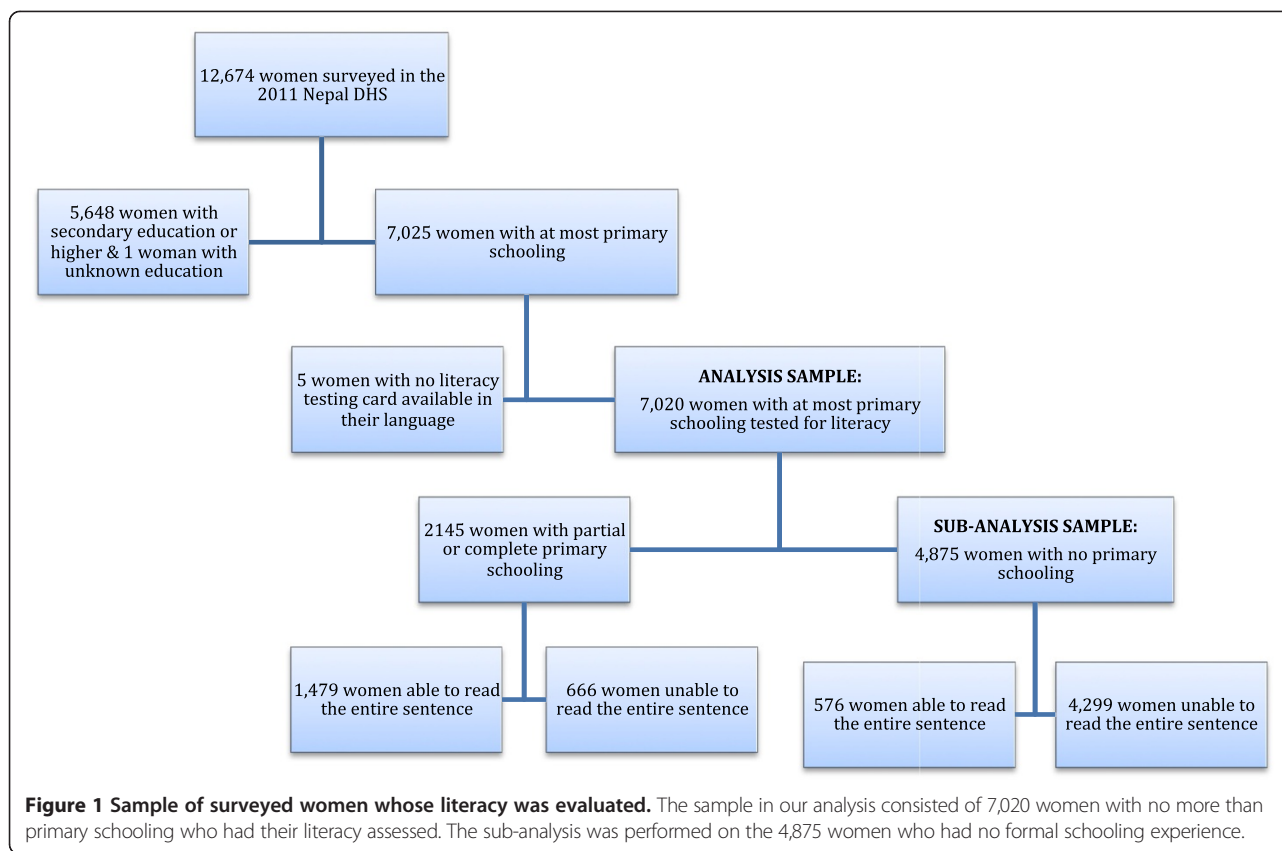 12,674 women surveyed in the
2011 Nepal DHS
5,648 women with
secondary education or
higher & 1 woman with
unknown education
7,025 women with at most primary
schooling
5 women with no literacy
testing card available in
their language
ANALYSIS SAMPLE:
7,020 women with at most primary
schooling tested for literacy
2145 women with partial
or complete primary
schooling
SUB-ANALYSIS SAMPLE:
4,875 women with no primary
schooling
1,479 women able to read
the entire sentence
666 women unable to
read the entire sentence
576 women able to read
the entire sentence
4,299 women unable to
read the entire sentence
Figure 1 Sample of surveyed women whose literacy was evaluated. The sample in our analysis consisted of 7,020 women with no more than
primary schooling who had their literacy assessed. The sub-analysis was performed on the 4,875 women who had no formal schooling experience.